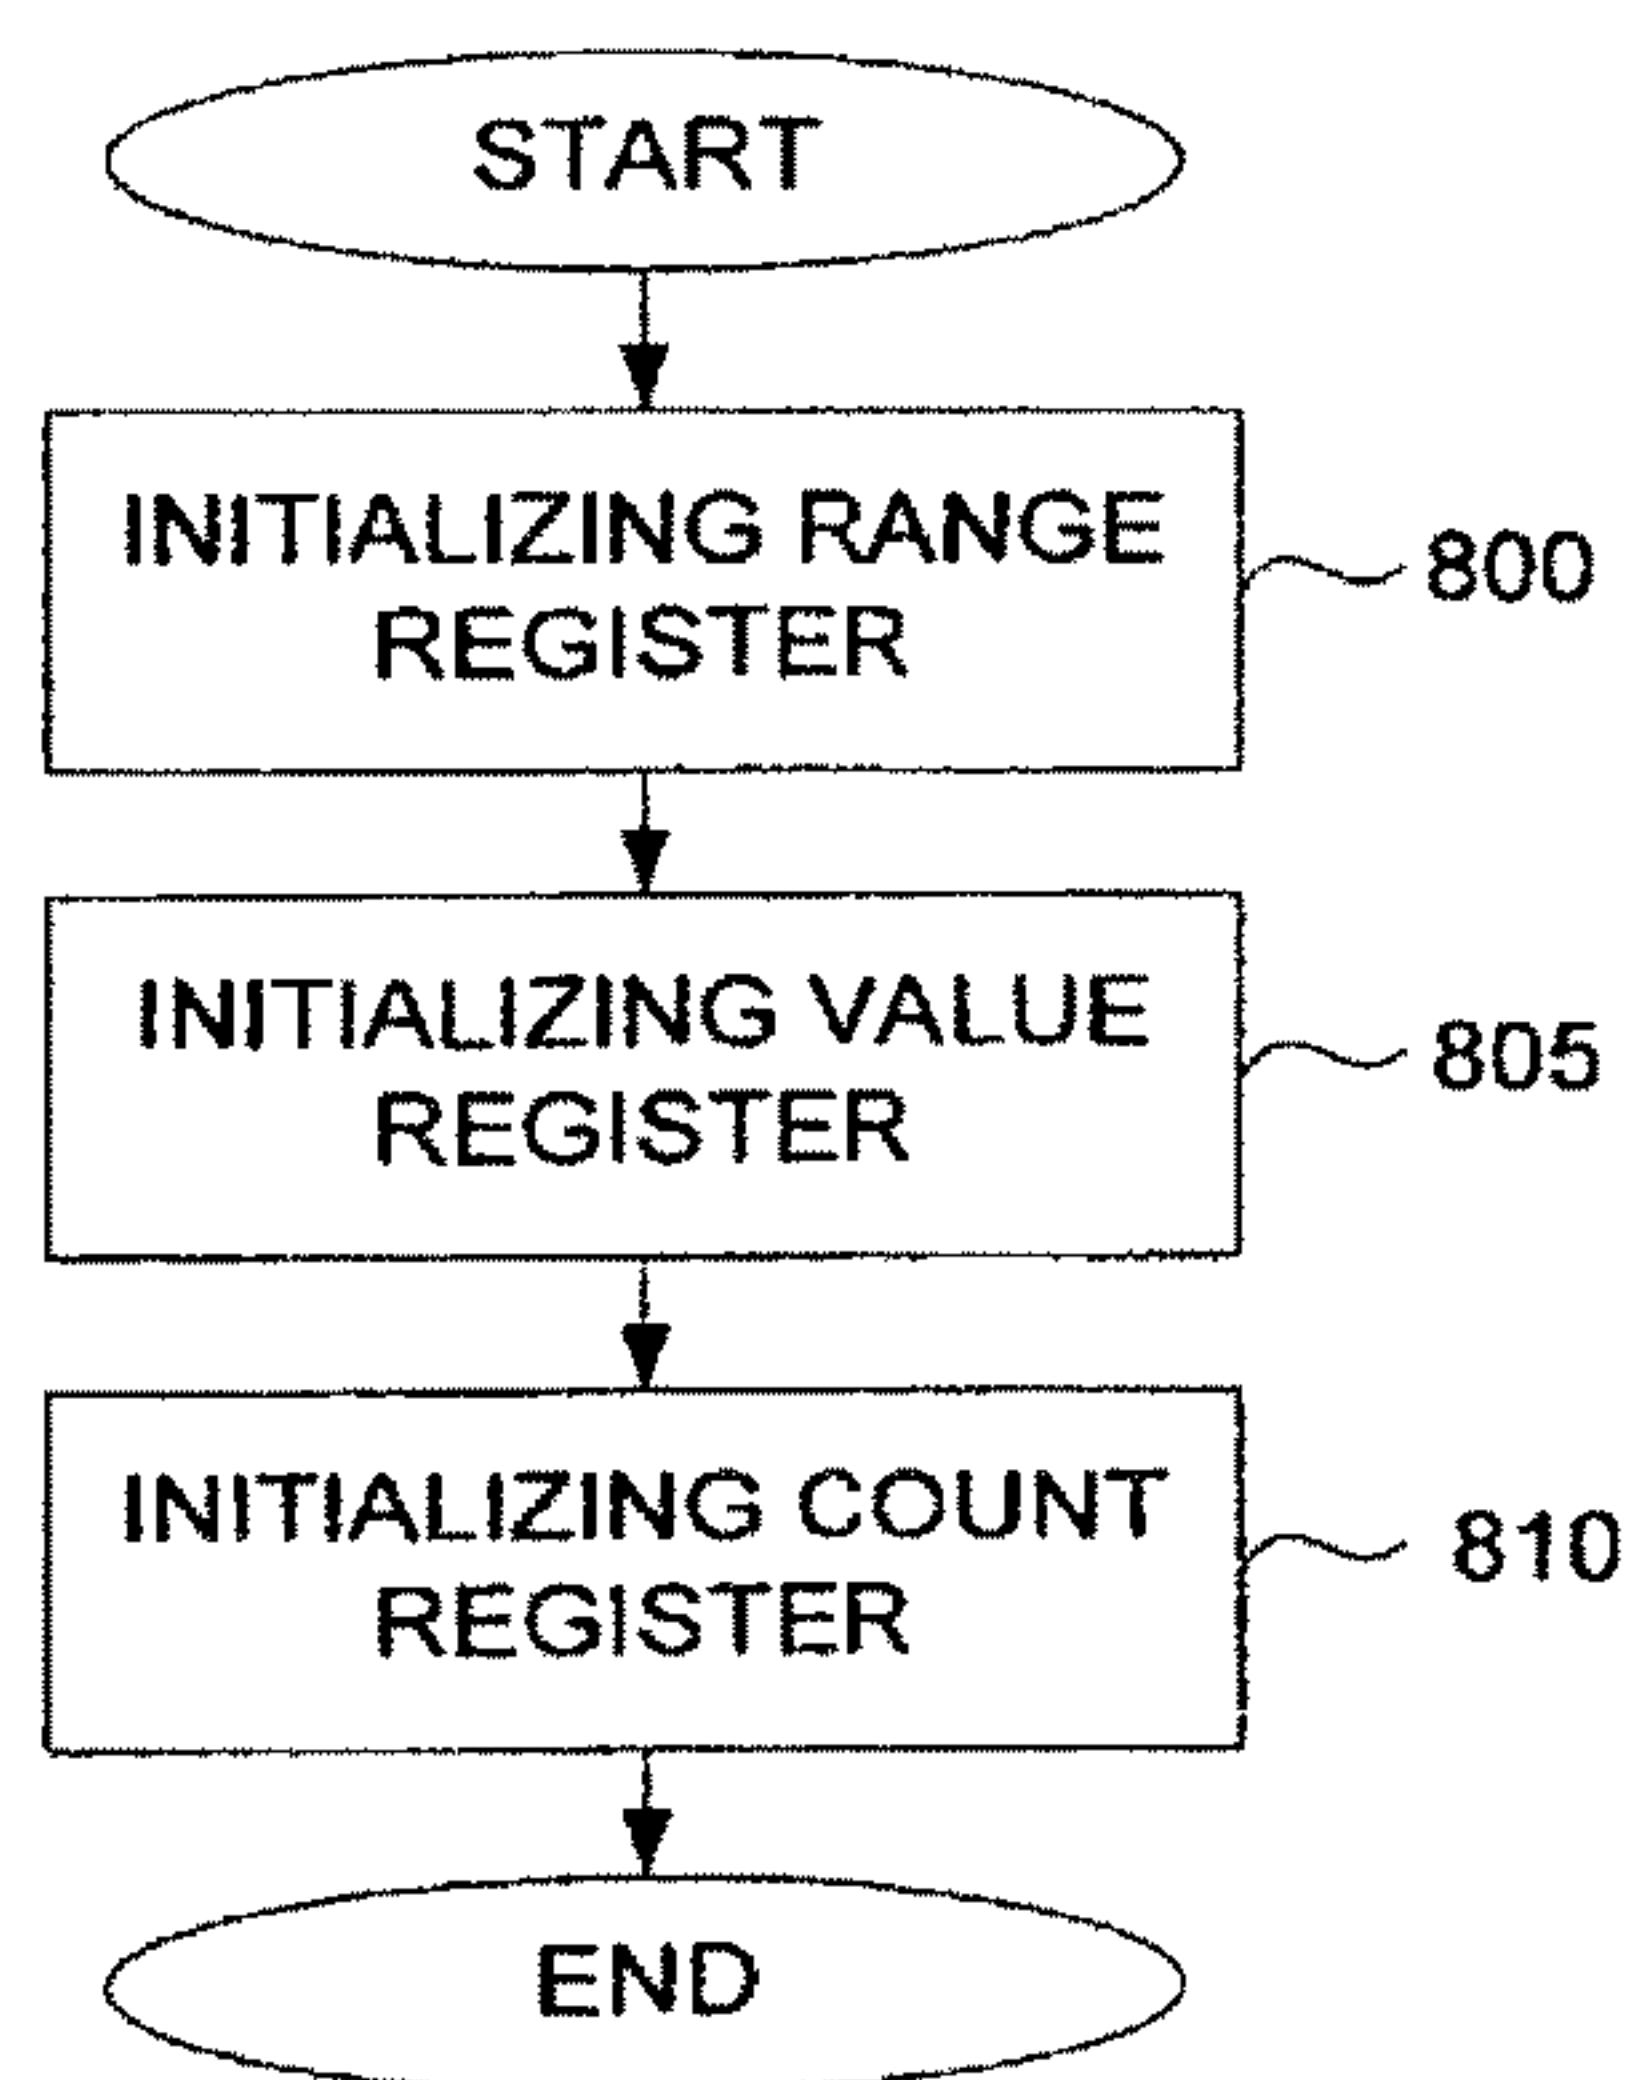 START
INITIALIZING RANGE
REGISTER
800
INITIALIZING VALUE
REGISTER
805
INITIALIZING COUNT
REGISTER
810
END